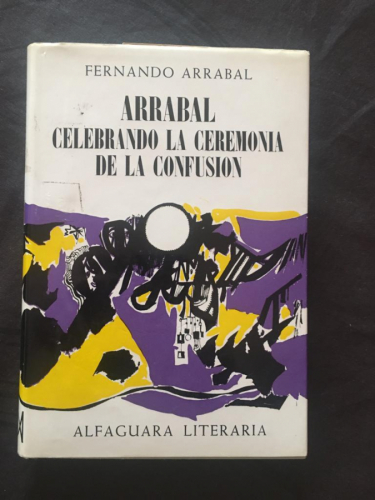 FERNANDO ARRABAL
ARRABAL
CELEBRANDO LA CEREMONIA
DE LA CONFUSION
ALFAGUARA LITERARIA